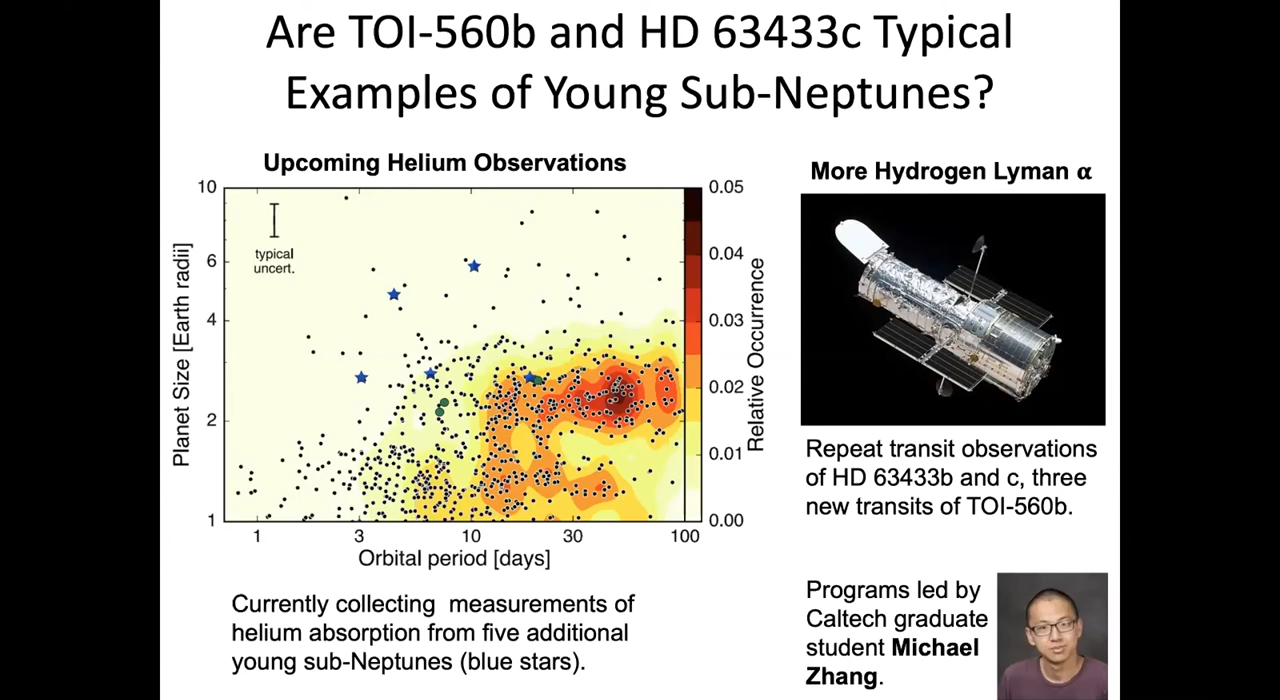 Are TOI-560b and HD 63433c Typical
Examples of Young Sub-Neptunes?
Upcoming Helium Observations
10
6
4
2
1
Planet Size [Earth radii]
typical
uncert.
1
3
10
30
100
Orbital period [days]
0.05
0.04
0.03
0.02
0.01
0.00
Relative Occurrence
Currently collecting measurements of
helium absorption from five additional
young sub-Neptunes (blue stars).
More Hydrogen Lyman α
Repeat transit observations
of HD 63433b and c, three
new transits of TOI-560b.
Programs led by
Caltech graduate
student Michael
Zhang.